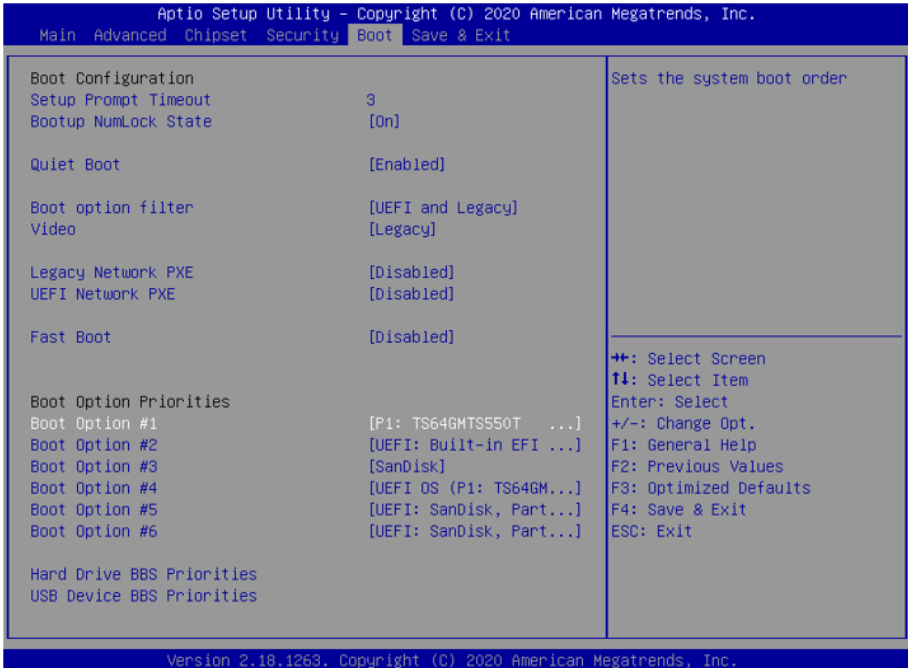 Aptio Setup Utility – Copyright (C) 2020 American Megatrends, Inc.
Main Advanced Chipset Security Boot Save & Exit
Boot Configuration
Setup Prompt Timeout 3
Bootup NumLock State [On]
Quiet Boot [Enabled]
Boot option filter [UEFI and Legacy]
Video [Legacy]
Legacy Network PXE [Disabled]
UEFI Network PXE [Disabled]
Fast Boot [Disabled]
Boot Option Priorities
Boot Option #1 [P1: TS64GMTS550T ...]
Boot Option #2 [UEFI: Built-in EFI ...]
Boot Option #3 [SanDisk]
Boot Option #4 [UEFI OS (P1: TS64GM...]
Boot Option #5 [UEFI: SanDisk, Part...]
Boot Option #6 [UEFI: SanDisk, Part...]
Hard Drive BBS Priorities
USB Device BBS Priorities
Sets the system boot order
→←: Select Screen
↑↓: Select Item
Enter: Select
+/-: Change Opt.
F1: General Help
F2: Previous Values
F3: Optimized Defaults
F4: Save & Exit
ESC: Exit
Version 2.18.1263. Copyright (C) 2020 American Megatrends, Inc.